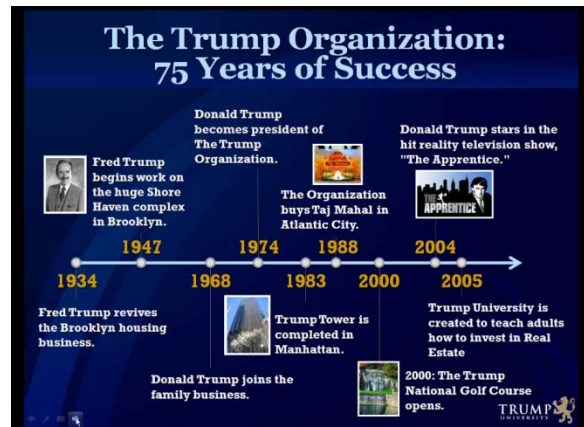 The Trump Organization:
75 Years of Success
Donald Trump
becomes president of
The Trump
Organization.
Donald Trump stars in the
hit reality television show,
"The Apprentice."
Fred Trump
begins work on
the huge Shore
Haven complex
in Brooklyn.
The Organization
buys Taj Mahal in
Atlantic City.
THE
APPRENTICE
1947
1974
1988
2004
1934
1968
1983
2000
2005
Fred Trump revives
the Brooklyn housing
business.
Donald Trump joins the
family business.
Trump Tower is
completed in
Manhattan.
2000: The Trump
National Golf Course
opens.
Trump University is
created to teach adults
how to invest in Real
Estate
TRUMP
UNIVERSITY